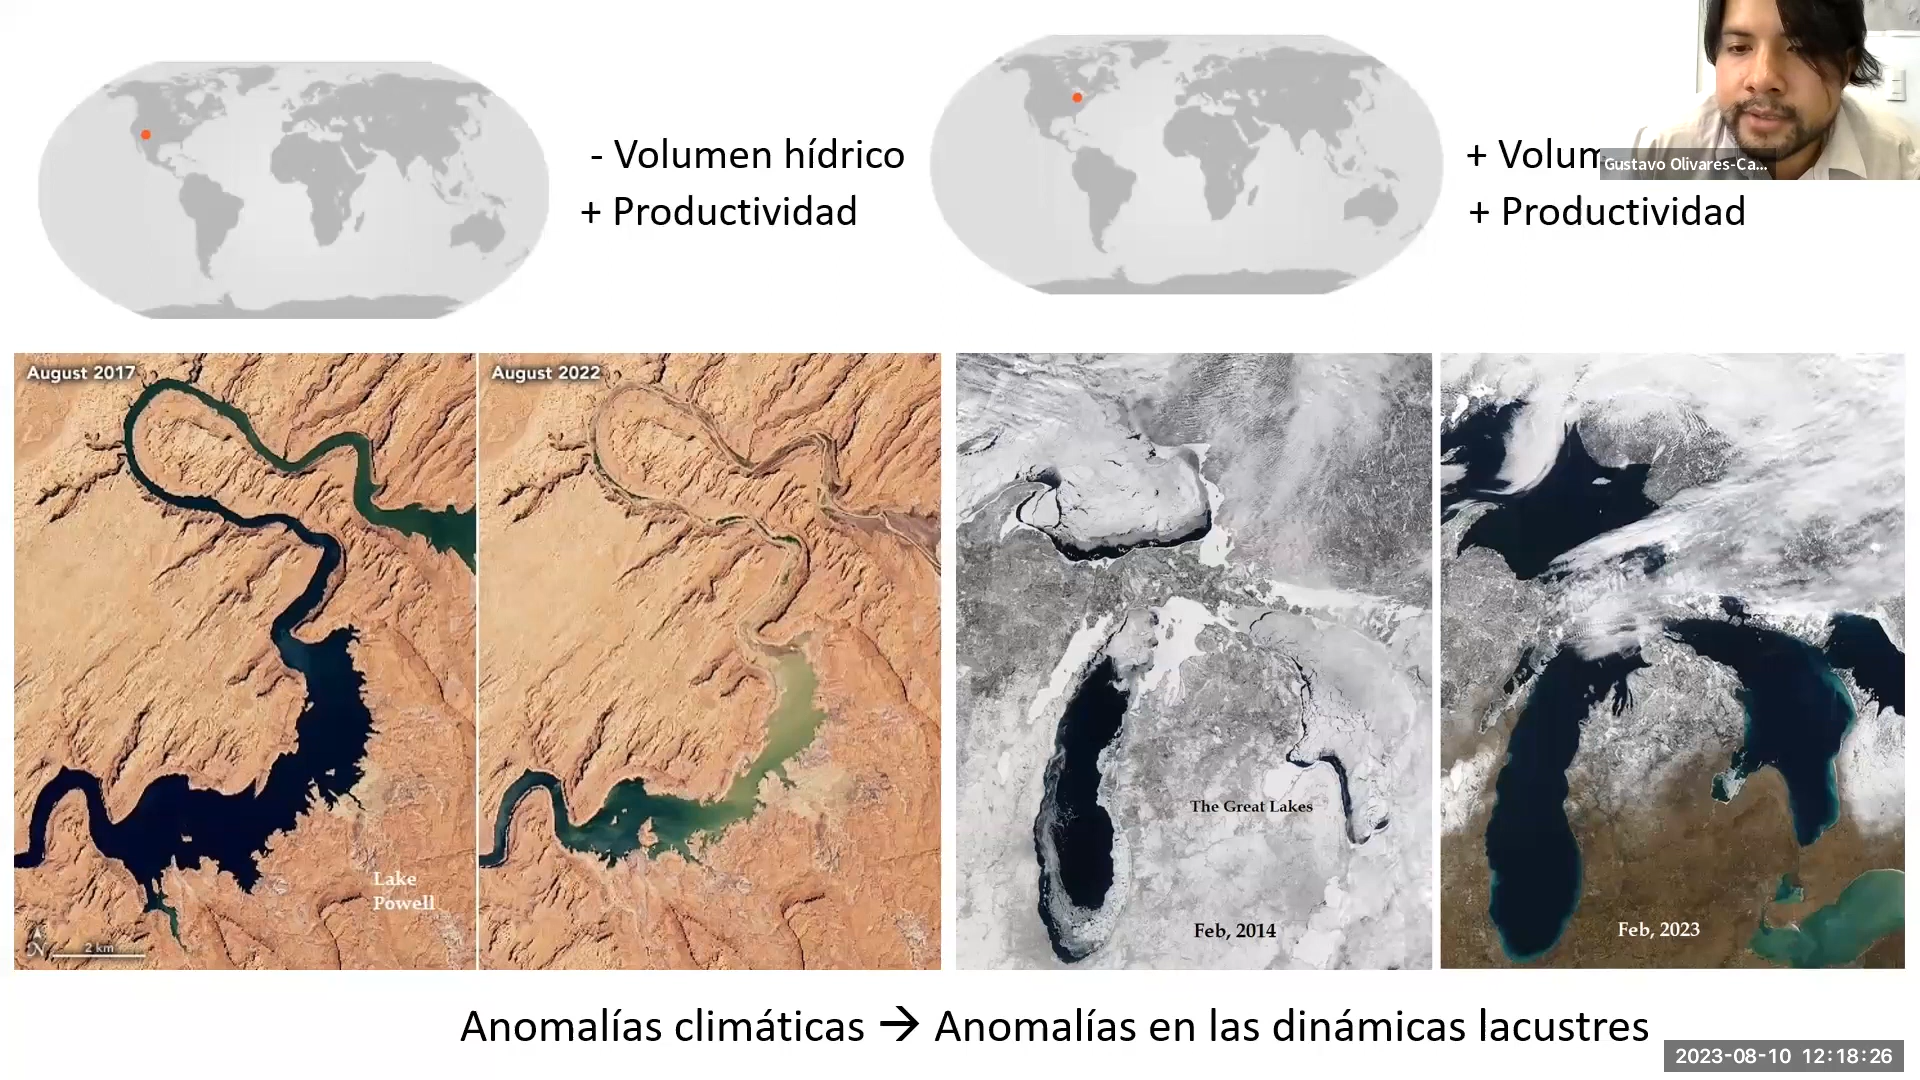 - Volumen hídrico
+ Productividad
+ Volum
Gustavo Olivares-Ca...
+ Productividad
August 2017
August 2022
Lake
Powell
N
2 km
The Great Lakes
Feb, 2014
Feb, 2023
Anomalías climáticas → Anomalías en las dinámicas lacustres
2023-08-10 12:18:26